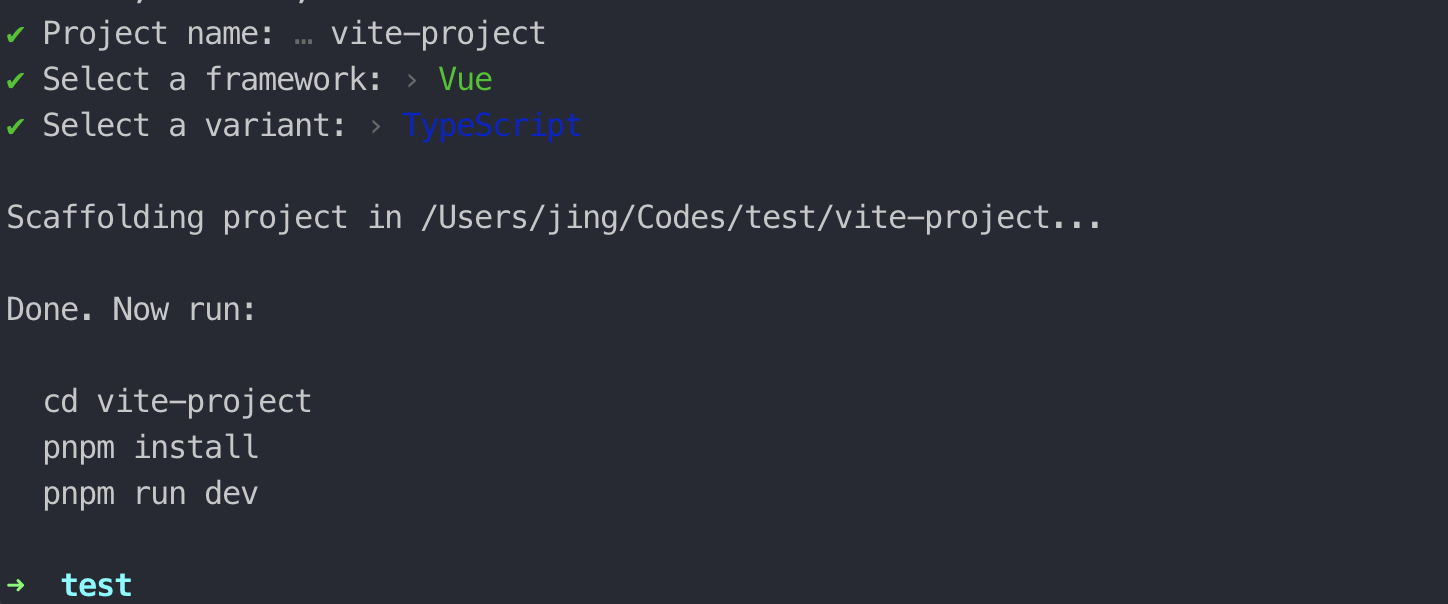 ✔ Project name: … vite-project
✔ Select a framework: › Vue
✔ Select a variant: › TypeScript
Scaffolding project in /Users/jing/Codes/test/vite-project...
Done. Now run:
cd vite-project
pnpm install
pnpm run dev
➜ test